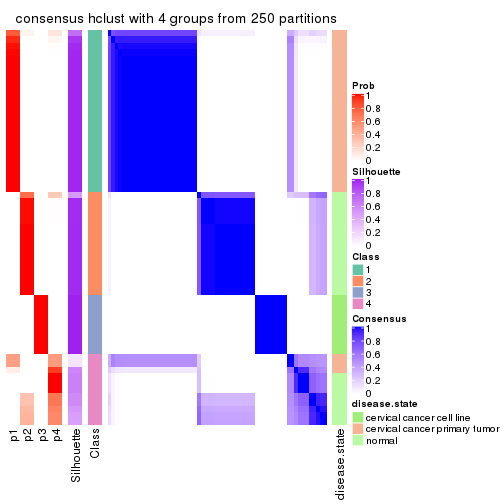 consensus hclust with 4 groups from 250 partitions
Prob
1
0.8
0.6
0.4
0.2
0
Silhouette
1
0.8
0.6
0.4
0.2
0
Class
1
2
3
4
Consensus
1
0.8
0.6
0.4
0.2
0
disease.state
cervical cancer cell line
cervical cancer primary tumor
normal
p1
p2
p3
p4
Silhouette
Class
disease.state